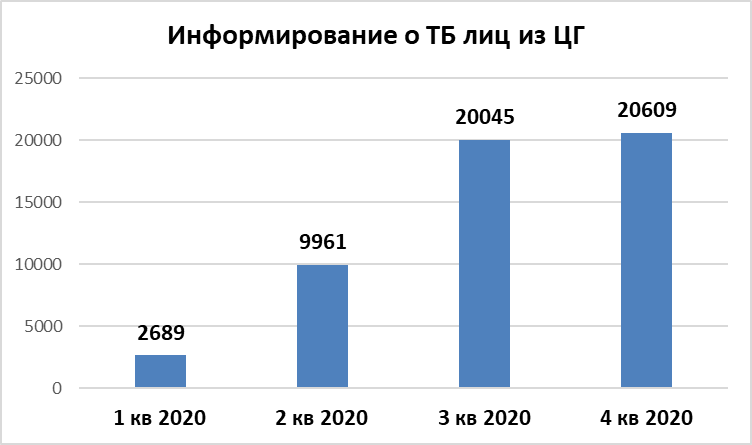 Информирование о ТБ лиц из ЦГ
25000
20000
15000
10000
5000
0
2689
9961
20045
20609
1 кв 2020
2 кв 2020
3 кв 2020
4 кв 2020